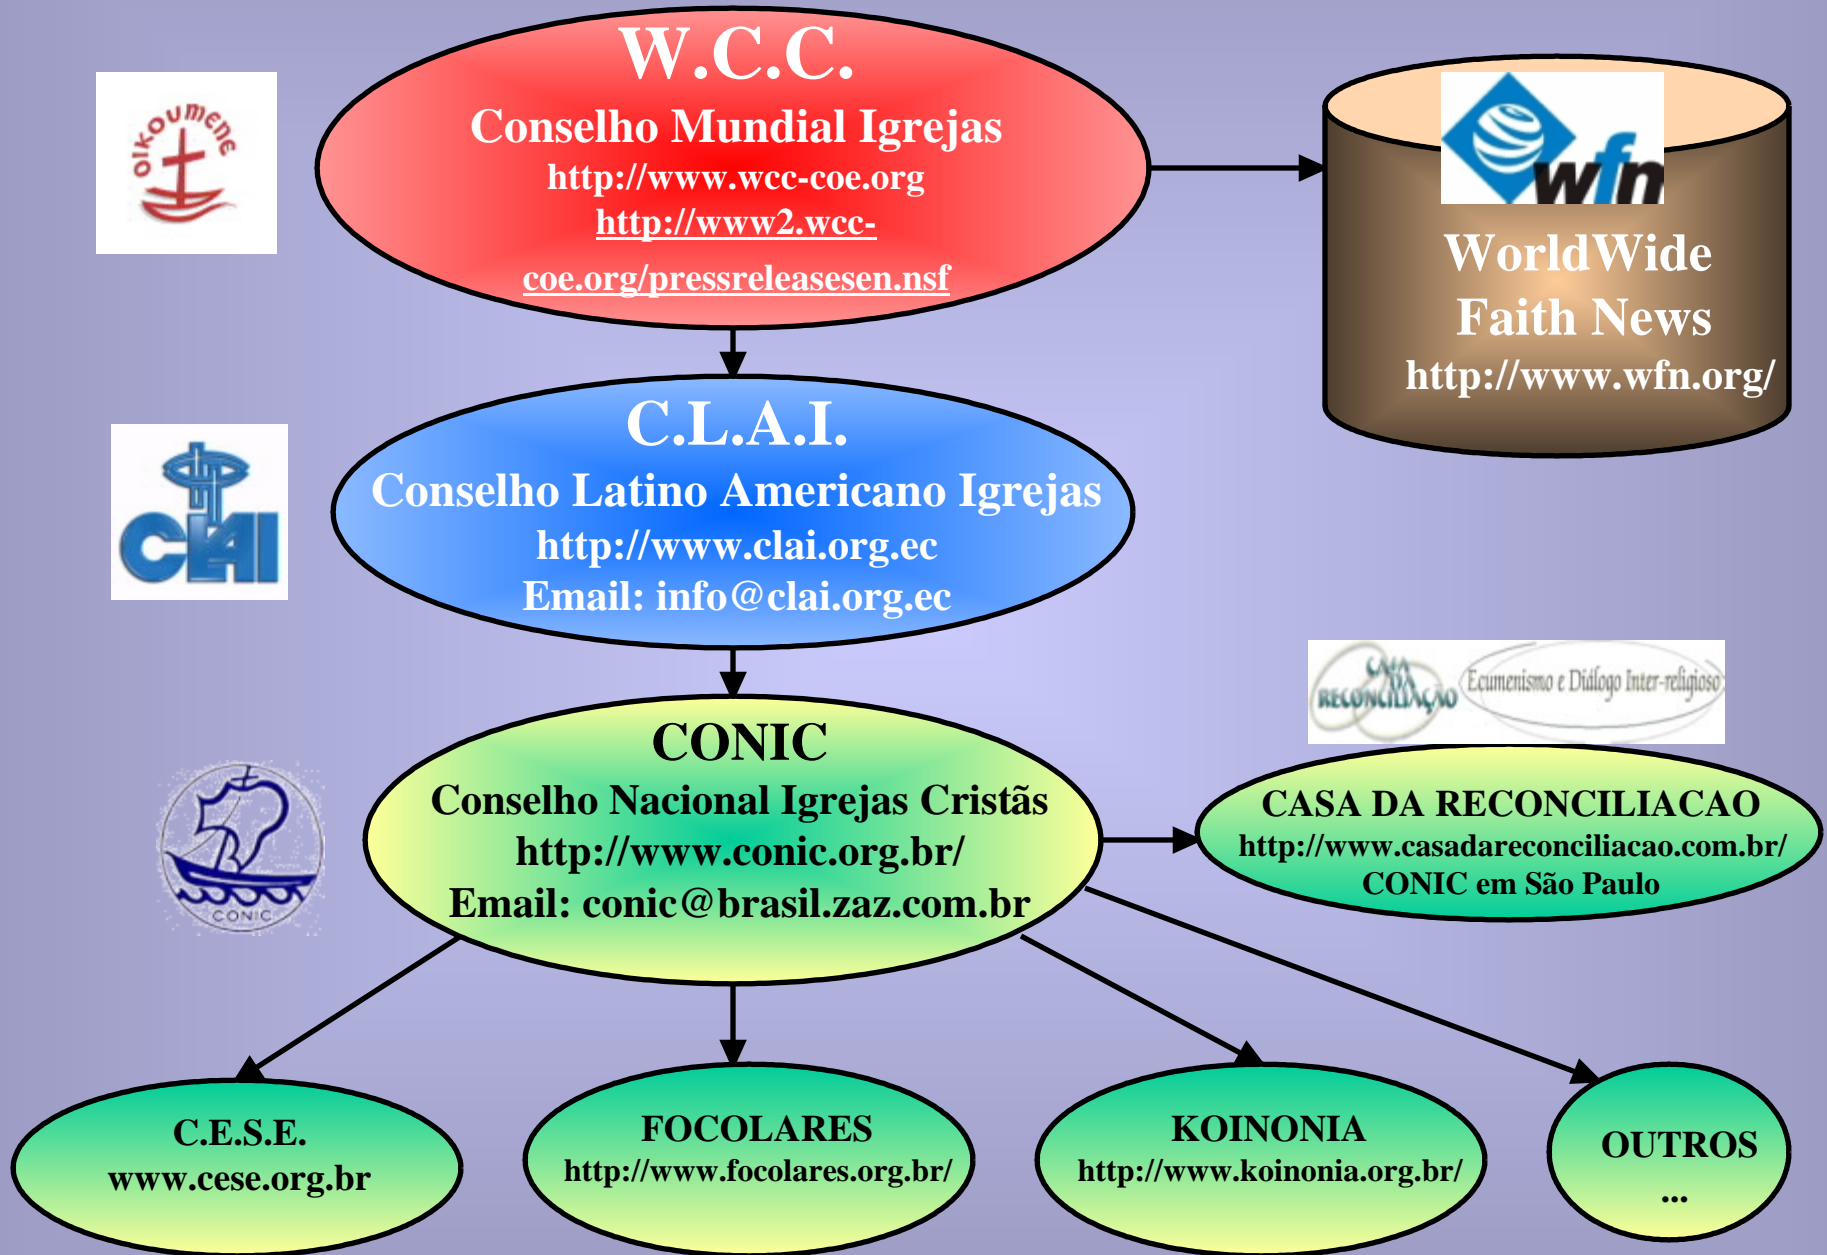 OIKOUMENE
W.C.C.
Conselho Mundial Igrejas
http://www.wcc-coe.org
http://www2.wcc-
coe.org/pressreleasesen.nsf
wfn
WorldWide
Faith News
http://www.wfn.org/
CLAI
C.L.A.I.
Conselho Latino Americano Igrejas
http://www.clai.org.ec
Email: info@clai.org.ec
CONIC
CONIC
Conselho Nacional Igrejas Cristãs
http://www.conic.org.br/
Email: conic@brasil.zaz.com.br
CASA
DA
RECONCILIAÇÃO
Ecumenismo e Diálogo Inter-religioso
CASA DA RECONCILIACAO
http://www.casadareconciliacao.com.br/
CONIC em São Paulo
C.E.S.E.
www.cese.org.br
FOCOLARES
http://www.focolares.org.br/
KOINONIA
http://www.koinonia.org.br/
OUTROS
...